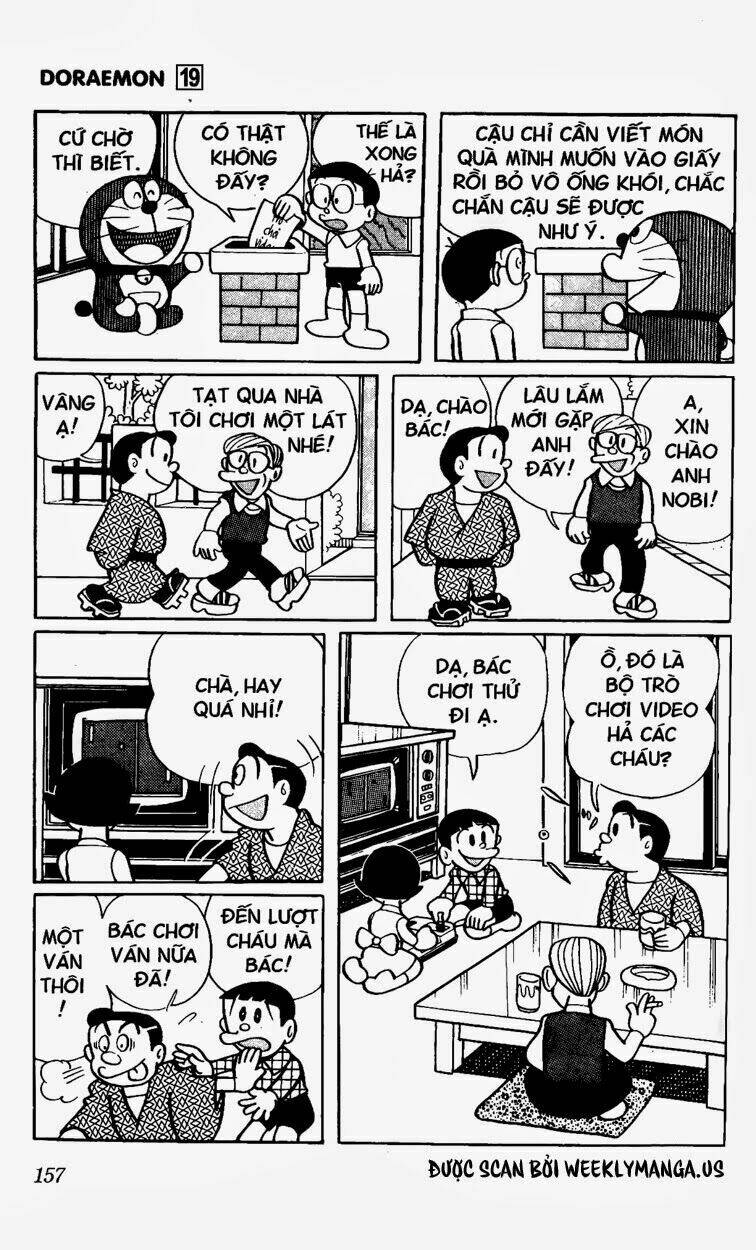 DORAEMON 19
CẬU CHỈ CẦN VIẾT MÓN
QUÀ MÌNH MUỐN VÀO GIẤY
RỒI BỎ VÔ ỐNG KHÓI, CHẮC
CHẮN CẬU SẼ ĐƯỢC
NHƯ Ý.
THẾ LÀ
XONG
HẢ?
CÓ THẬT
KHÔNG
ĐẤY?
CỨ CHỜ
THÌ BIẾT.
A,
XIN
CHÀO
ANH
NOBI!
LÂU LẮM
MỚI GẶP
ANH
ĐẤY!
DẠ, CHÀO
BÁC!
TẠT QUA NHÀ
TÔI CHƠI MỘT LÁT
NHÉ!
VÂNG
Ạ!
Ồ, ĐÓ LÀ
BỘ TRÒ
CHƠI VIDEO
HẢ CÁC
CHÁU?
DẠ, BÁC
CHƠI THỬ
ĐI Ạ.
CHÀ, HAY
QUÁ NHỈ!
ĐẾN LƯỢT
CHÁU MÀ
BÁC!
BÁC CHƠI
VÁN NỮA
ĐÃ!
MỘT
VÁN
THÔI
!
157
ĐƯỢC SCAN BỞI WEEKLYMANGA.US